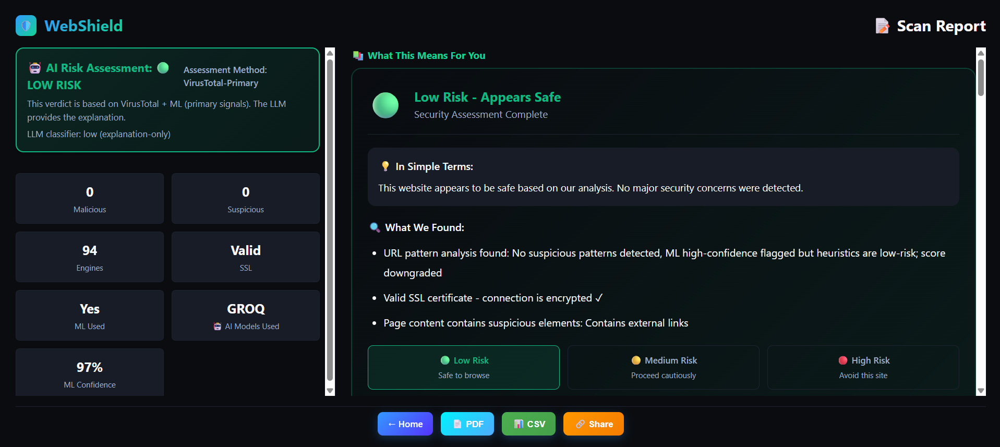 WebShield
Scan Report
AI Risk Assessment:
LOW RISK
Assessment Method:
VirusTotal-Primary
This verdict is based on VirusTotal + ML (primary signals). The LLM
provides the explanation.
LLM classifier: low (explanation-only)
0
Malicious
0
Suspicious
94
Engines
Valid
SSL
Yes
ML Used
GROQ
AI Models Used
97%
ML Confidence
What This Means For You
Low Risk - Appears Safe
Security Assessment Complete
In Simple Terms:
This website appears to be safe based on our analysis. No major security concerns were detected.
What We Found:
• URL pattern analysis found: No suspicious patterns detected, ML high-confidence flagged but heuristics are low-risk; score
downgraded
• Valid SSL certificate - connection is encrypted ✓
• Page content contains suspicious elements: Contains external links
Low Risk
Safe to browse
Medium Risk
Proceed cautiously
High Risk
Avoid this site
← Home
PDF
CSV
Share